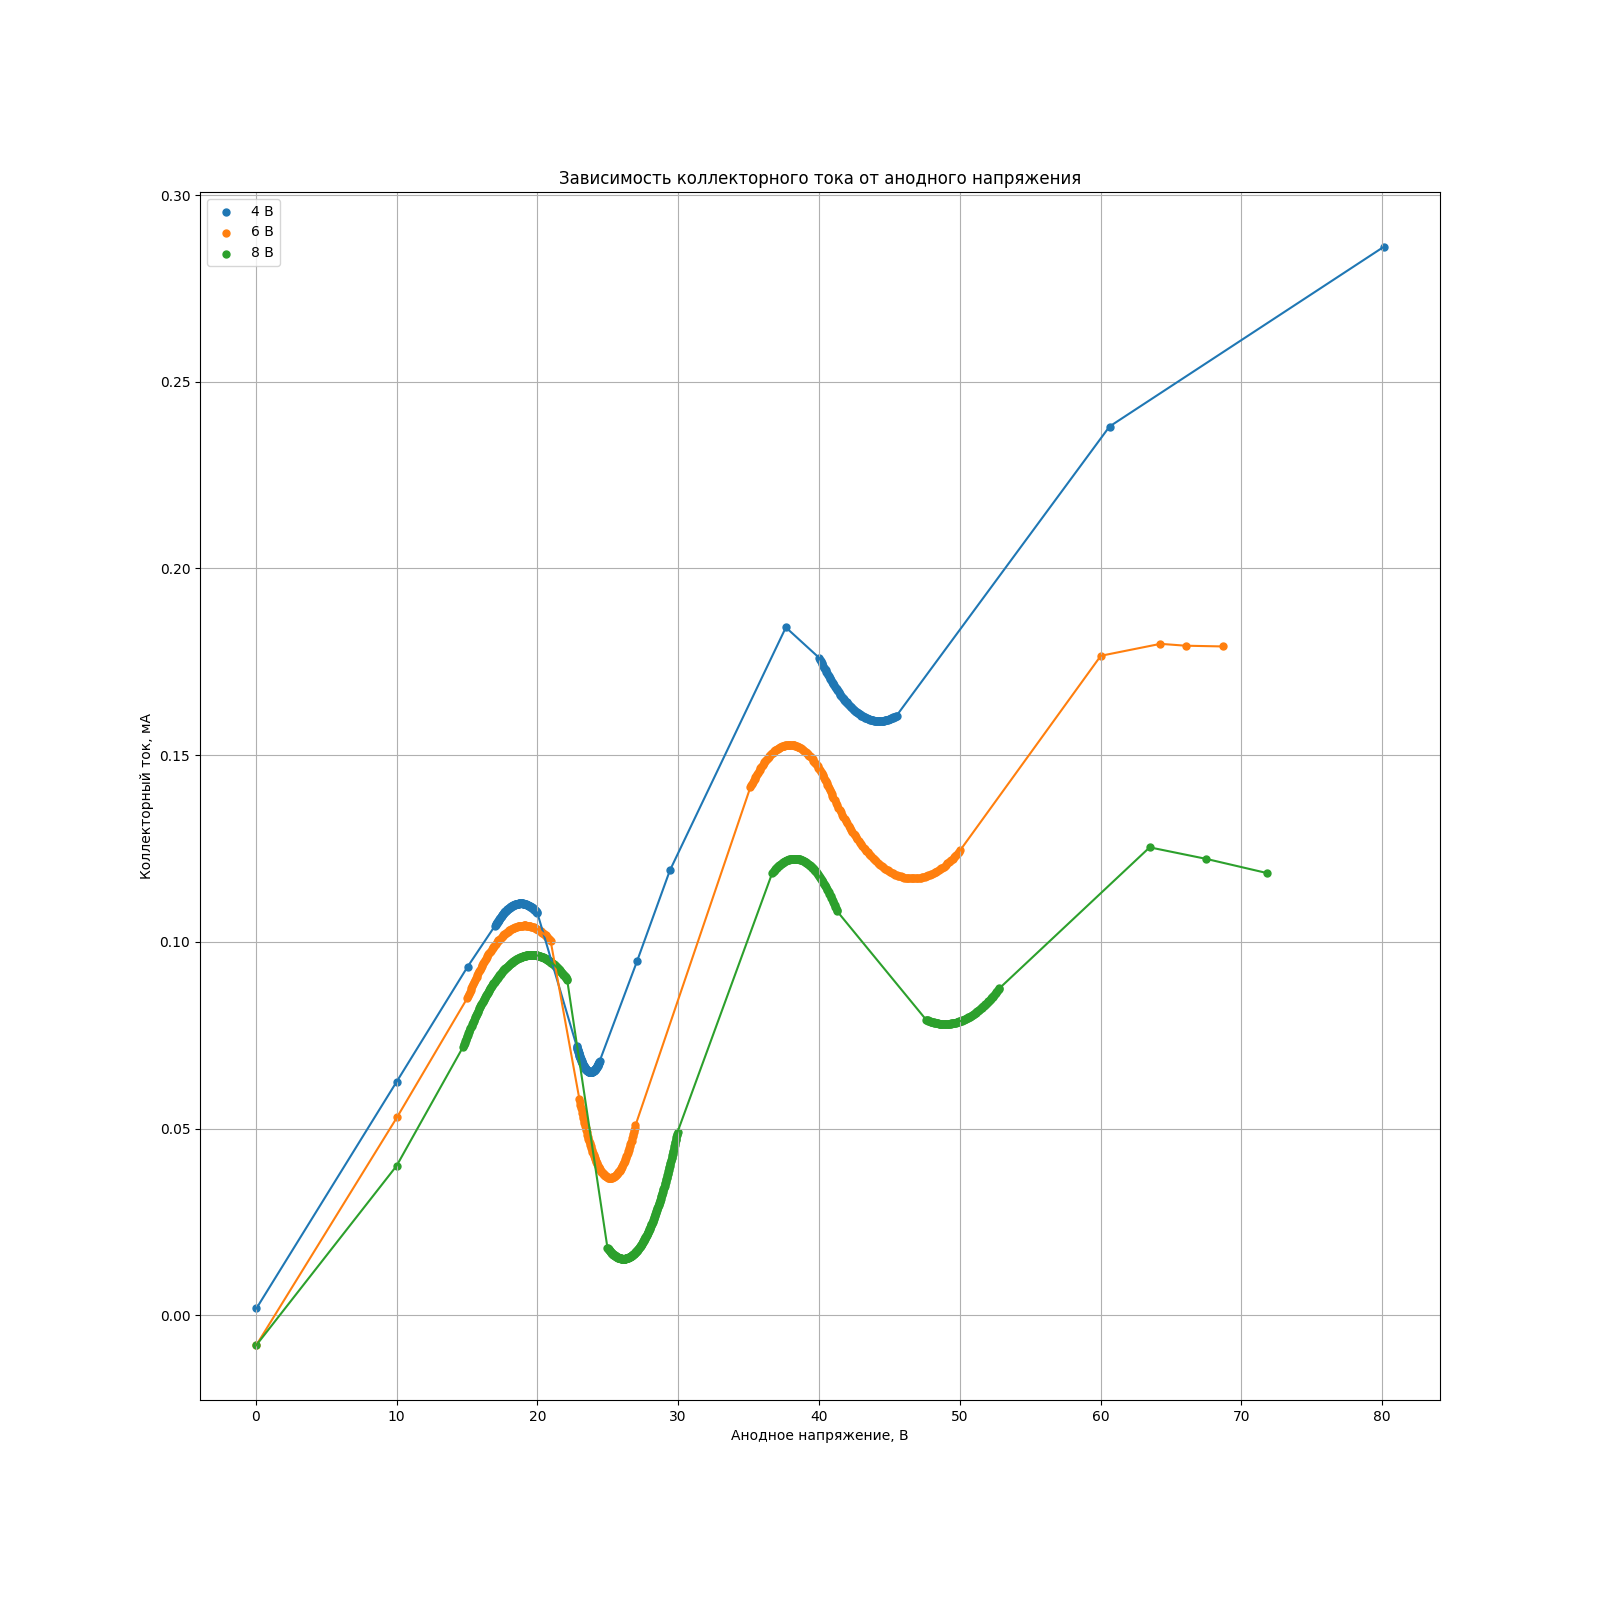 Зависимость коллекторного тока от анодного напряжения
4 В
6 В
8 В
0.30
0.25
0.20
0.15
0.10
0.05
0.00
Коллекторный ток, мА
0 10 20 30 40 50 60 70 80
Анодное напряжение, В